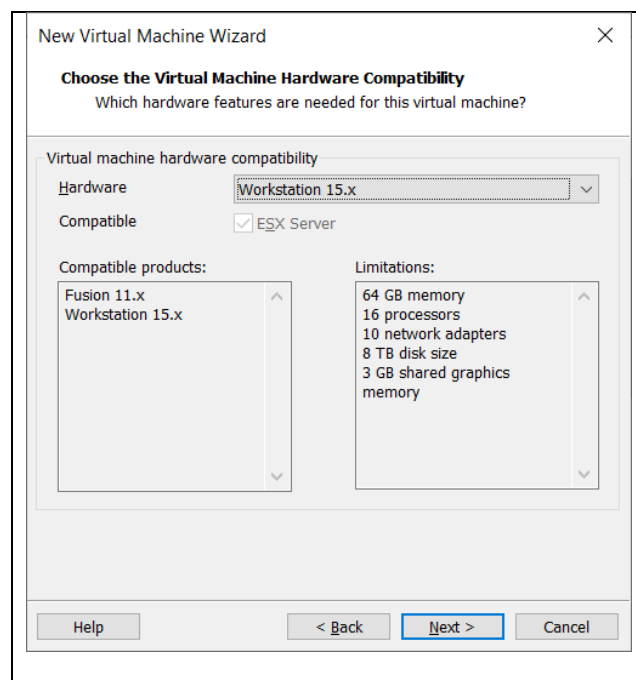 New Virtual Machine Wizard
Choose the Virtual Machine Hardware Compatibility
Which hardware features are needed for this virtual machine?
Virtual machine hardware compatibility
Hardware
Workstation 15.x
Compatible
ESX Server
Compatible products:
Fusion 11.x
Workstation 15.x
Limitations:
64 GB memory
16 processors
10 network adapters
8 TB disk size
3 GB shared graphics
memory
Help
< Back
Next >
Cancel